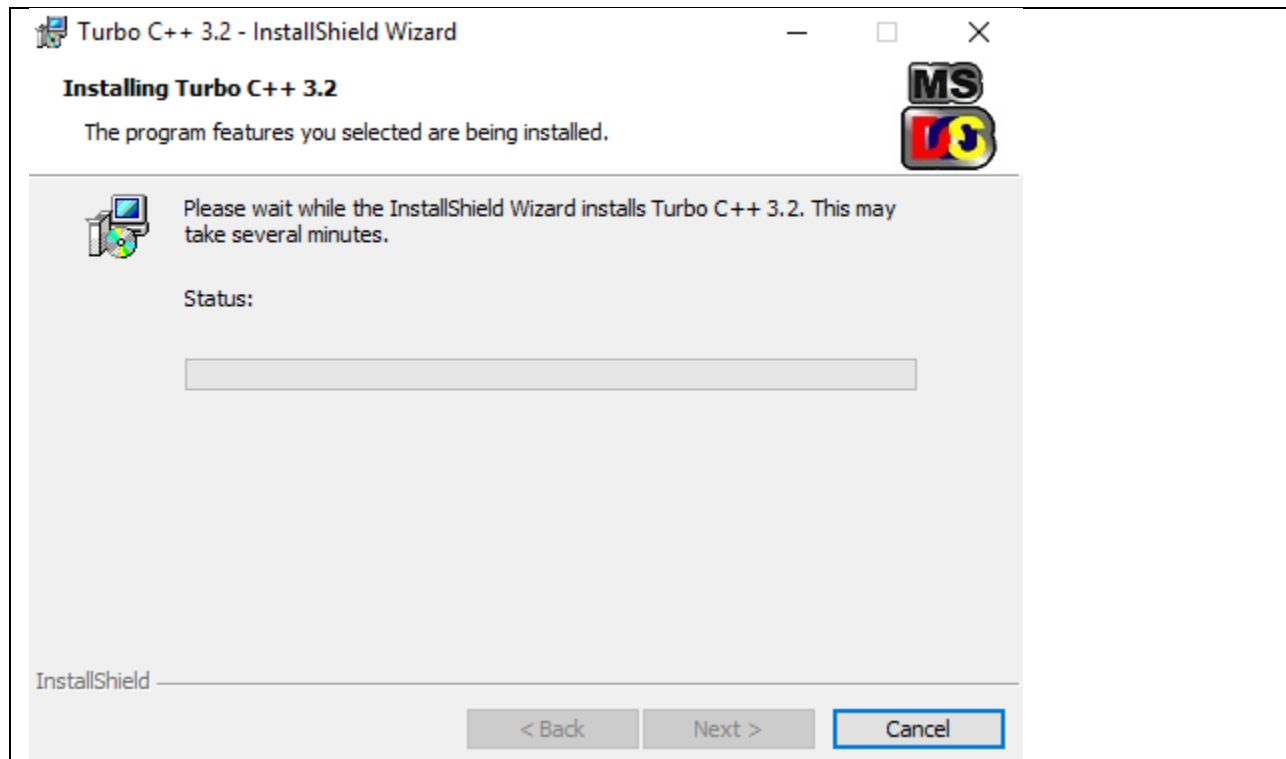 Turbo C++ 3.2 - InstallShield Wizard
Installing Turbo C++ 3.2
The program features you selected are being installed.
MS
DOS
Please wait while the InstallShield Wizard installs Turbo C++ 3.2. This may
take several minutes.
Status:
InstallShield
< Back
Next >
Cancel